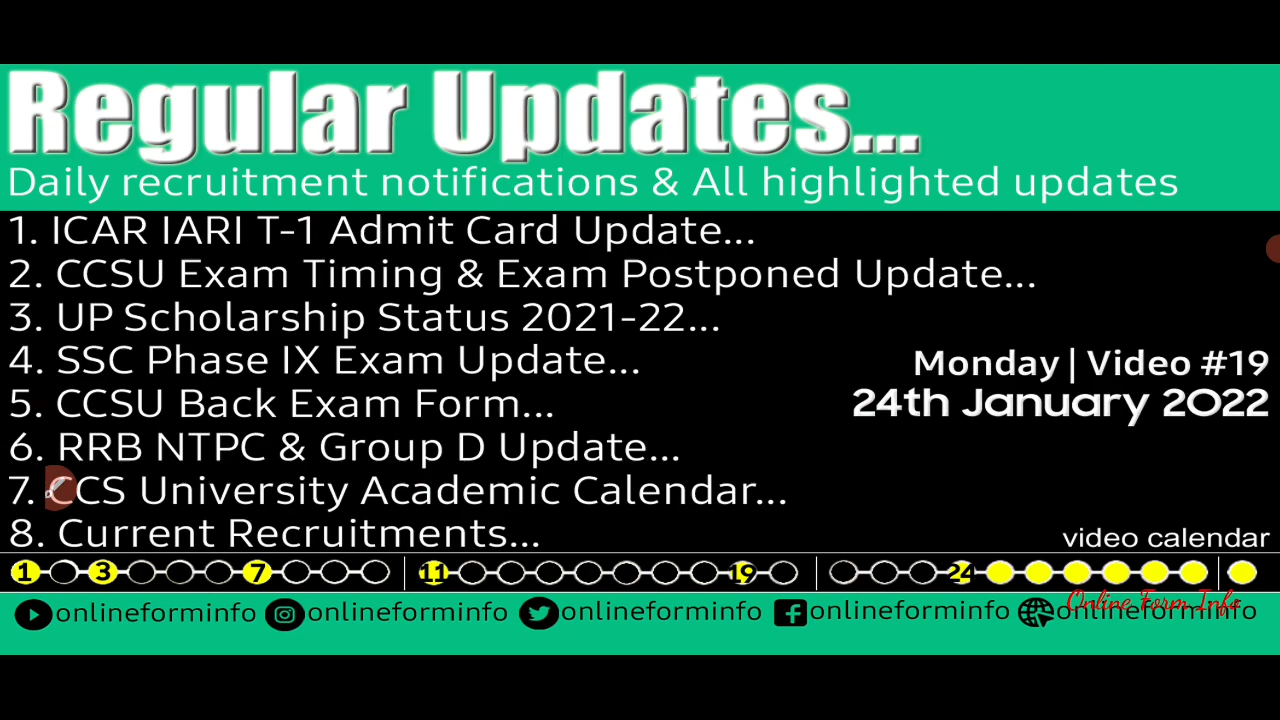 Regular Updates...
Daily recruitment notifications & All highlighted updates
1. ICAR IARI T-1 Admit Card Update...
2. CCSU Exam Timing & Exam Postponed Update...
3. UP Scholarship Status 2021-22...
4. SSC Phase IX Exam Update...
Monday | Video #19
24th January 2022
5. CCSU Back Exam Form...
6. RRB NTPC & Group D Update...
7. CCS University Academic Calendar...
8. Current Recruitments...
video calendar
1 3 7 11 19 24
onlineforminfo onlineforminfo onlineforminfo onlineforminfo onlineforminfo
Online Form Info